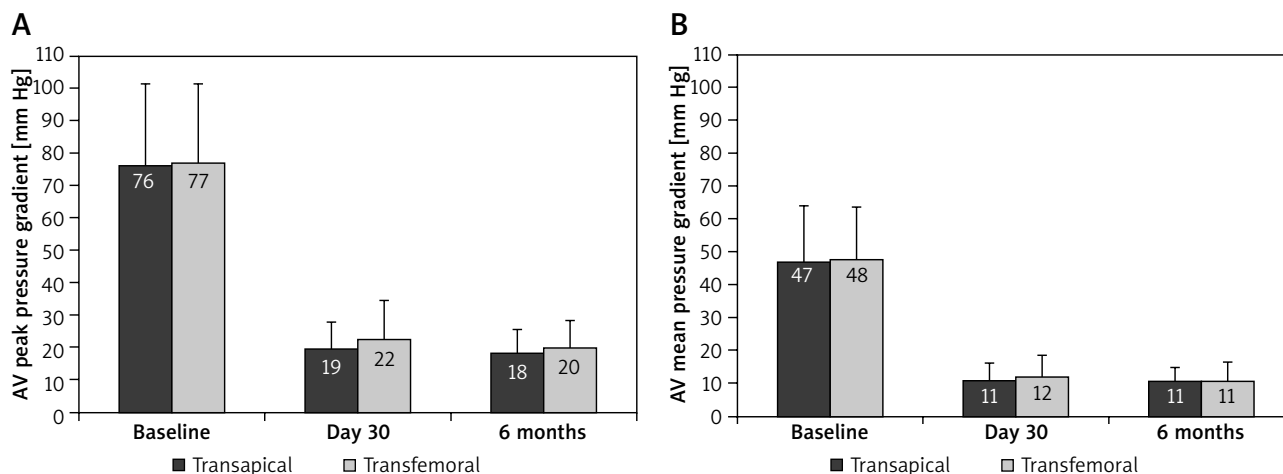 A
AV peak pressure gradient [mm Hg]
110
100
90
80
70
60
50
40
30
20
10
0
76
77
19
22
18
20
Baseline
Day 30
6 months
Transapical
Transfemoral
B
AV mean pressure gradient [mm Hg]
110
100
90
80
70
60
50
40
30
20
10
0
47
48
11
12
11
11
Baseline
Day 30
6 months
Transapical
Transfemoral